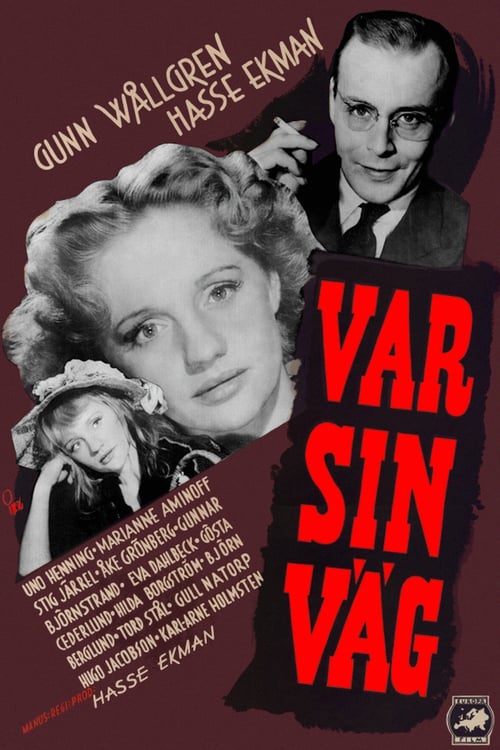 GUNN WÅLLGREN
HASSE EKMAN
VAR
SIN
VÄG
UNO HENNING · MARIANNE AMINOFF
STIG JÄRREL · ÅKE GRÖNBERG · GUNNAR
BJÖRNSTRAND · EVA DAHLBECK · GÖSTA
CEDERLUND · HILDA BORGSTRÖM · BJÖRN
BERGLUND · TORD STÅL · GULL NATORP
HUGO JACOBSON · KARL-ARNE HOLMSTEN
MANUS: REGI: PROD:
HASSE EKMAN
EUROPA
FILM